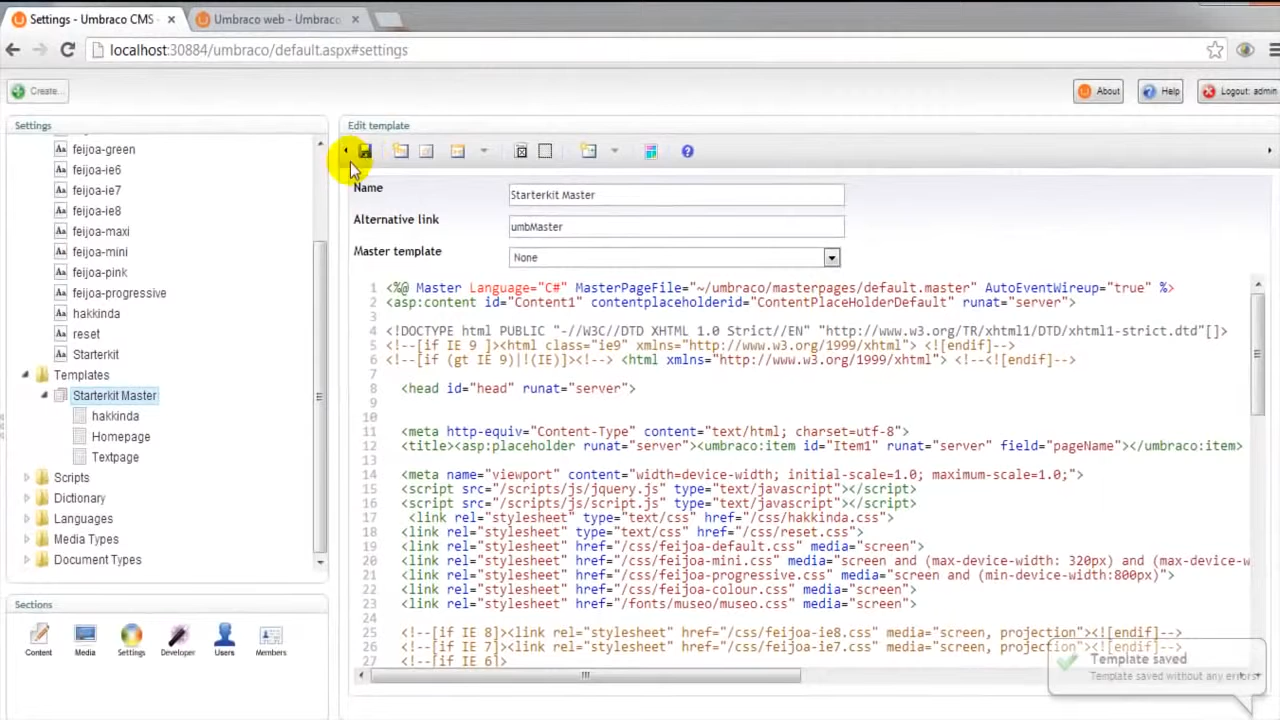 Settings - Umbraco CMS
Umbraco web - Umbraco
localhost:30884/umbraco/default.aspx#settings
Create...
About
Help
Logout: admin
Settings
Edit template
feijoa-green
feijoa-ie6
feijoa-ie7
feijoa-ie8
feijoa-maxi
feijoa-mini
feijoa-pink
feijoa-progressive
hakkinda
reset
Starterkit
Templates
Starterkit Master
hakkinda
Homepage
Textpage
Scripts
Dictionary
Languages
Media Types
Document Types
Sections
Content
Media
Settings
Developer
Users
Members
Name
Starterkit Master
Alternative link
umbMaster
Master template
None
1 <%@ Master Language="C#" MasterPageFile="~/umbraco/masterpages/default.master" AutoEventWireup="true" %>
2 <asp:content id="Content1" contentplaceholderid="ContentPlaceHolderDefault" runat="server">
3
4 <!DOCTYPE html PUBLIC "-//W3C//DTD XHTML 1.0 Strict//EN" "http://www.w3.org/TR/xhtml1/DTD/xhtml1-strict.dtd"[]>
5 <!--[if IE 9 ]><html class="ie9" xmlns="http://www.w3.org/1999/xhtml"> <![endif]-->
6 <!--[if (gt IE 9)|!(IE)]><!--> <html xmlns="http://www.w3.org/1999/xhtml"> <!--<![endif]-->
7
8 <head id="head" runat="server">
9
10
11 <meta http-equiv="Content-Type" content="text/html; charset=utf-8">
12 <title><asp:placeholder runat="server"><umbraco:item id="Item1" runat="server" field="pageName"></umbraco:item>
13
14 <meta name="viewport" content="width=device-width; initial-scale=1.0; maximum-scale=1.0;">
15 <script src="/scripts/js/jquery.js" type="text/javascript"></script>
16 <script src="/scripts/js/script.js" type="text/javascript"></script>
17 <link rel="stylesheet" type="text/css" href="/css/hakkinda.css">
18 <link rel="stylesheet" type="text/css" href="/css/reset.css">
19 <link rel="stylesheet" href="/css/feijoa-default.css" media="screen">
20 <link rel="stylesheet" href="/css/feijoa-mini.css" media="screen and (max-device-width: 320px) and (max-device-w
21 <link rel="stylesheet" href="/css/feijoa-progressive.css" media="screen and (min-device-width:800px)">
22 <link rel="stylesheet" href="/css/feijoa-colour.css" media="screen">
23 <link rel="stylesheet" href="/fonts/museo/museo.css" media="screen">
24
25 <!--[if IE 8]><link rel="stylesheet" href="/css/feijoa-ie8.css" media="screen, projection"><![endif]-->
26 <!--[if IE 7]><link rel="stylesheet" href="/css/feijoa-ie7.css" media="screen, projection"><![endif]-->
27 <!--[if IE 6]>
Template saved
Template saved without any errors